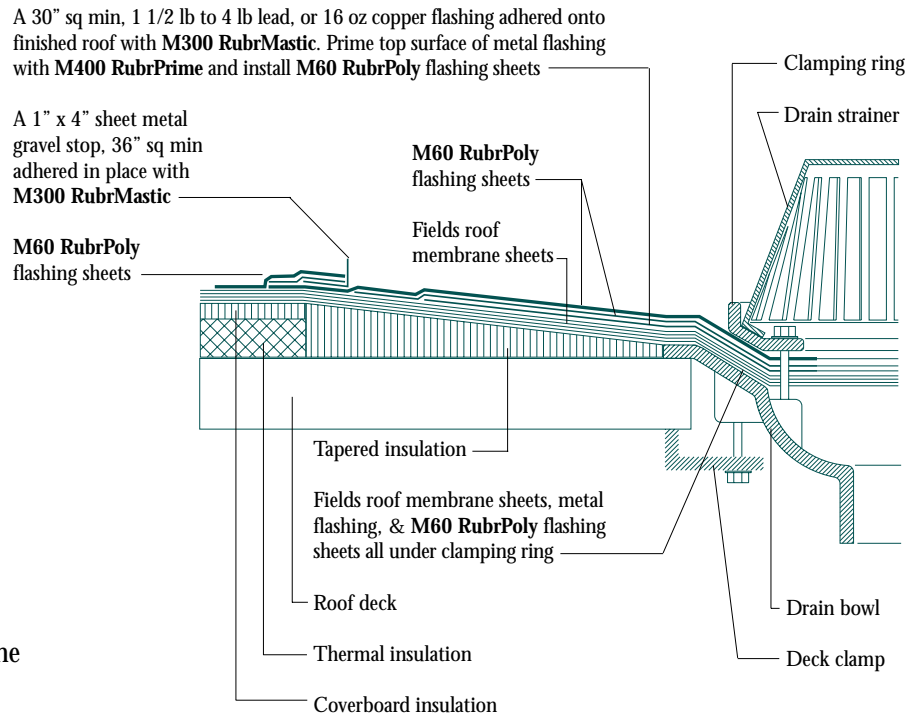 A 30” sq min, 1 1/2 lb to 4 lb lead, or 16 oz copper flashing adhered onto
finished roof with M300 RubrMastic. Prime top surface of metal flashing
with M400 RubrPrime and install M60 RubrPoly flashing sheets
Clamping ring
Drain strainer
A 1” x 4” sheet metal
gravel stop, 36” sq min
adhered in place with
M300 RubrMastic
M60 RubrPoly
flashing sheets
Fields roof
membrane sheets
M60 RubrPoly
flashing sheets
Tapered insulation
Fields roof membrane sheets, metal
flashing, & M60 RubrPoly flashing
sheets all under clamping ring
Roof deck
Drain bowl
Thermal insulation
Deck clamp
Coverboard insulation